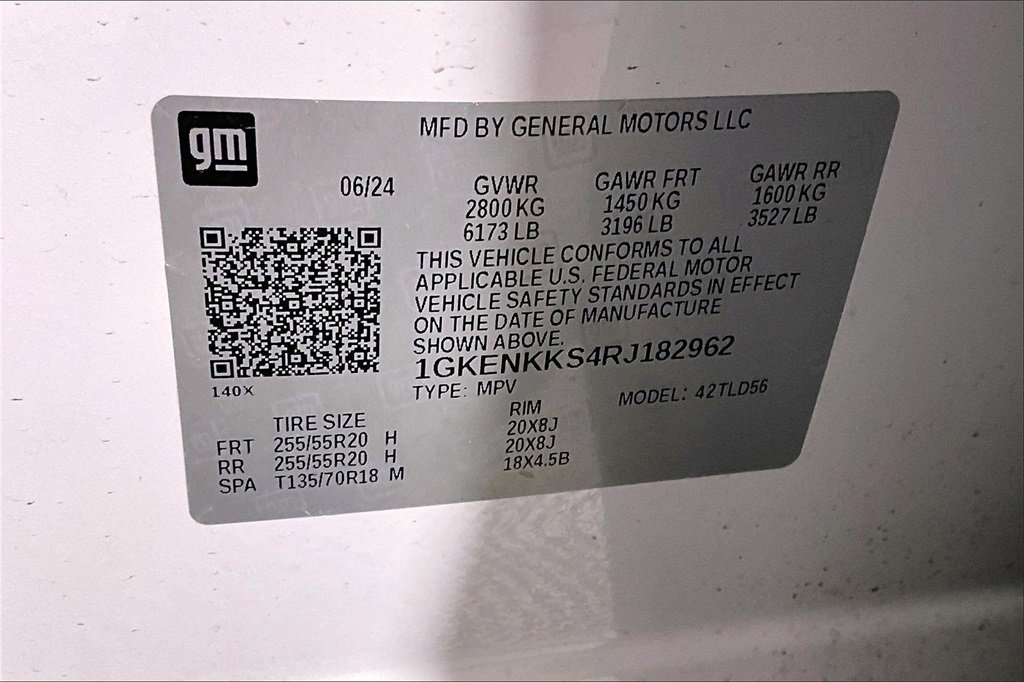 gm
MFD BY GENERAL MOTORS LLC
06/24
GVWR
2800 KG
6173 LB
GAWR FRT
1450 KG
3196 LB
GAWR RR
1600 KG
3527 LB
THIS VEHICLE CONFORMS TO ALL
APPLICABLE U.S. FEDERAL MOTOR
VEHICLE SAFETY STANDARDS IN EFFECT
ON THE DATE OF MANUFACTURE
SHOWN ABOVE.
1GKENKKS4RJ182962
140X
TYPE: MPV
MODEL: 42TLD56
TIRE SIZE
RIM
FRT 255/55R20 H 20X8J
RR 255/55R20 H 20X8J
SPA T135/70R18 M 18X4.5B